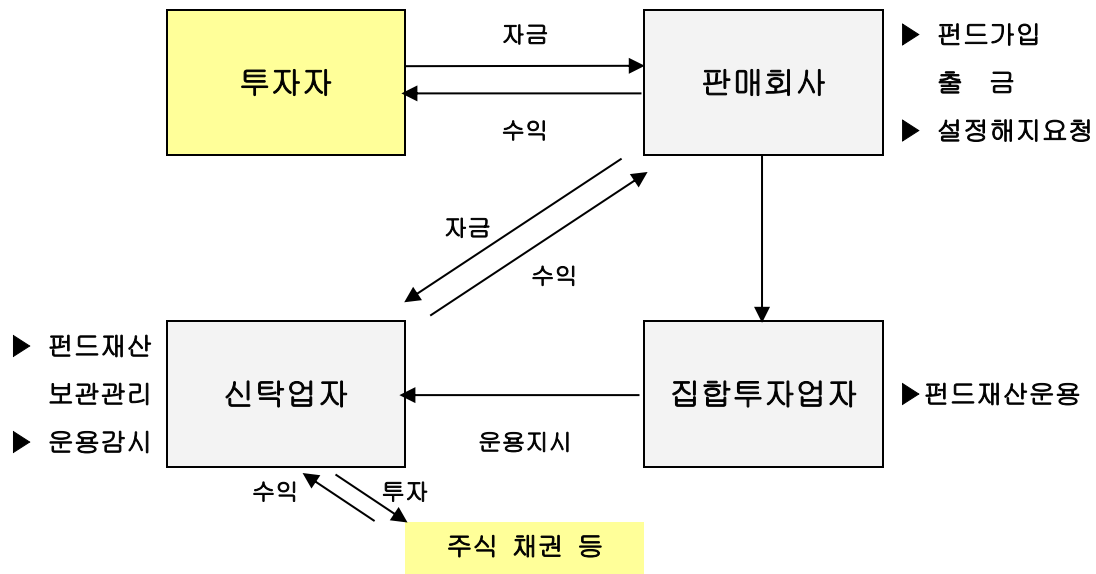 자금
투자자
판매회사
수익
▶ 펀드가입
출 금
▶ 설정해지요청
자금
수익
▶ 펀드재산
보관관리
▶ 운용감시
신탁업자
운용지시
집합투자업자
▶펀드재산운용
수익
투자
주식 채권 등